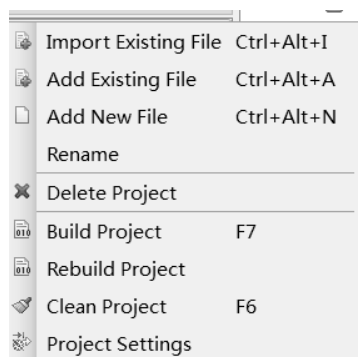 Import Existing File Ctrl+Alt+I
Add Existing File Ctrl+Alt+A
Add New File Ctrl+Alt+N
Rename
Delete Project
Build Project F7
Rebuild Project
Clean Project F6
Project Settings